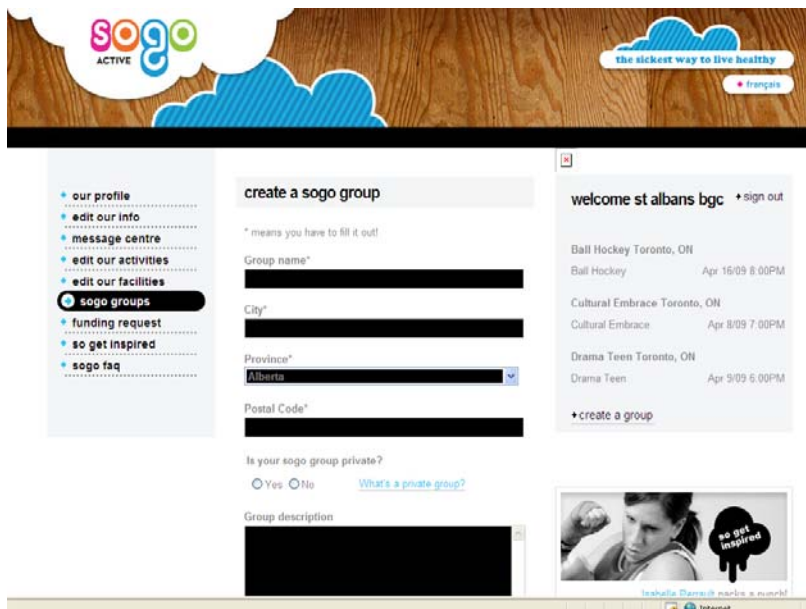 sogo
ACTIVE
the sickest way to live healthy
français
our profile
edit our info
message centre
edit our activities
edit our facilities
sogo groups
funding request
so get inspired
sogo faq
create a sogo group
* means you have to fill it out!
Group name*
City*
Province*
Alberta
Postal Code*
Is your sogo group private?
Yes No What's a private group?
Group description
welcome st albans bgc sign out
Ball Hockey Toronto, ON
Ball Hockey Apr 16/09 8:00PM
Cultural Embrace Toronto, ON
Cultural Embrace Apr 8/09 7:00PM
Drama Teen Toronto, ON
Drama Teen Apr 9/09 6:00PM
create a group
so get
inspired
Isabelle Perrault packs a punch!
Internet